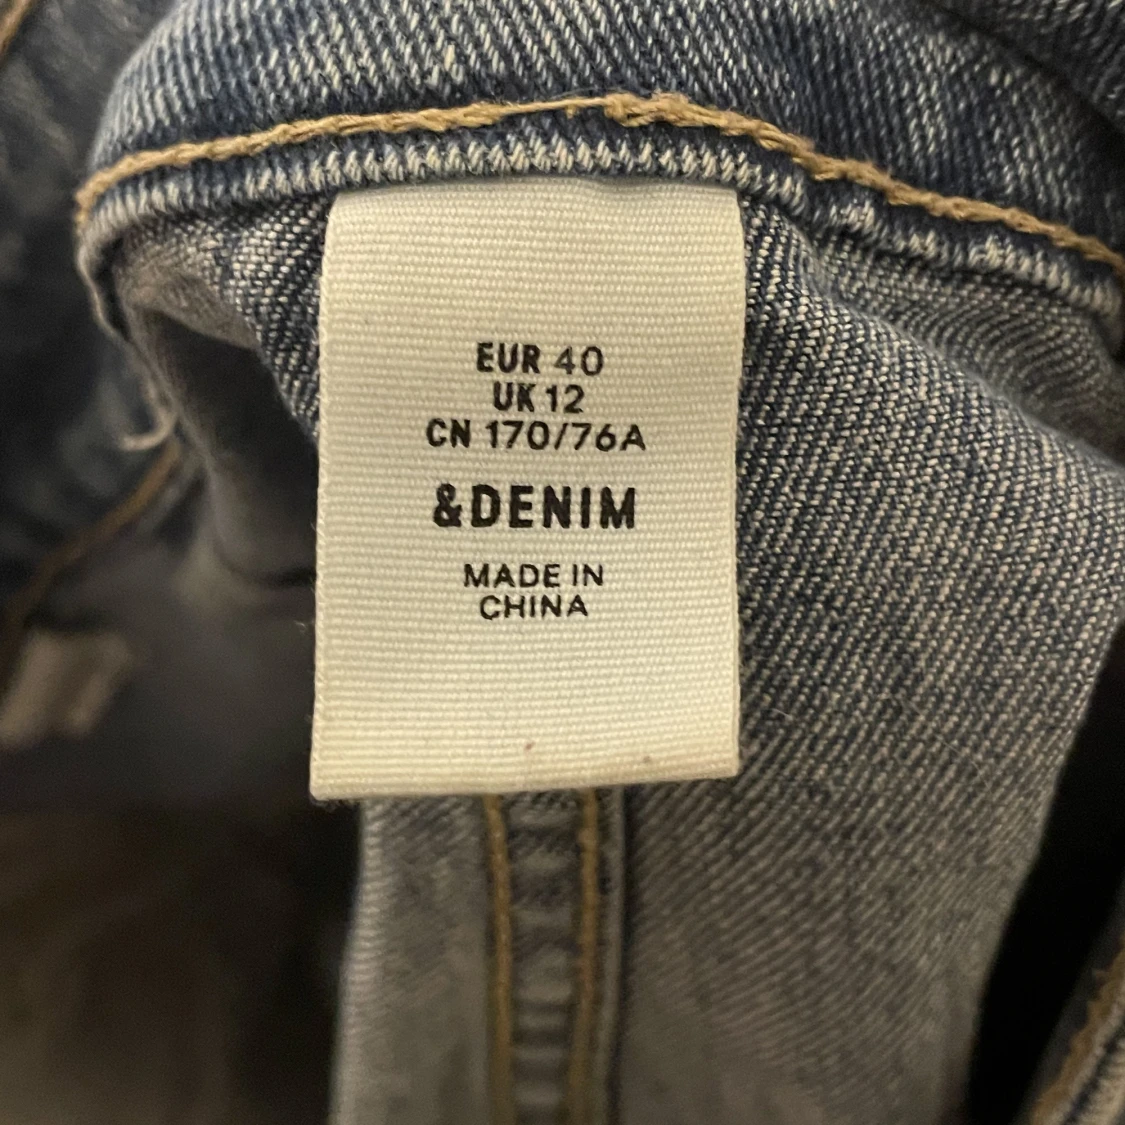 EUR 40
UK 12
CN 170/76A
&DENIM
MADE IN
CHINA